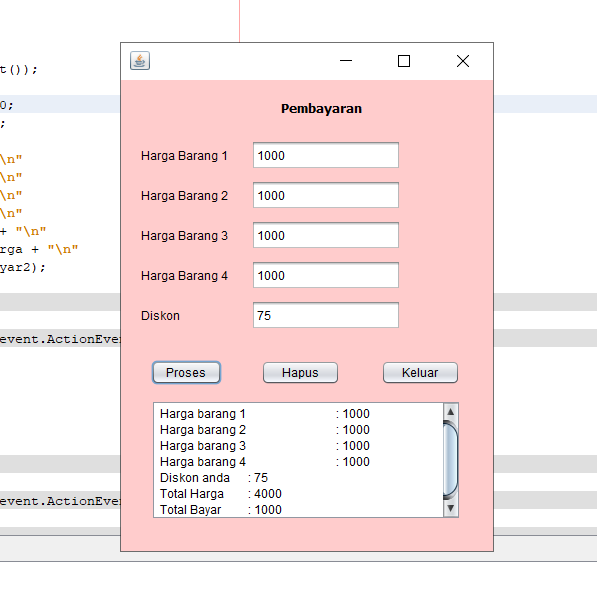 t());
0;
;
\n"
\n"
\n"
\n"
+ "\n"
rga + "\n"
yar2);
event.ActionEve
event.ActionEve
Pembayaran
Harga Barang 1 1000
Harga Barang 2 1000
Harga Barang 3 1000
Harga Barang 4 1000
Diskon 75
Proses Hapus Keluar
Harga barang 1 : 1000
Harga barang 2 : 1000
Harga barang 3 : 1000
Harga barang 4 : 1000
Diskon anda : 75
Total Harga : 4000
Total Bayar : 1000